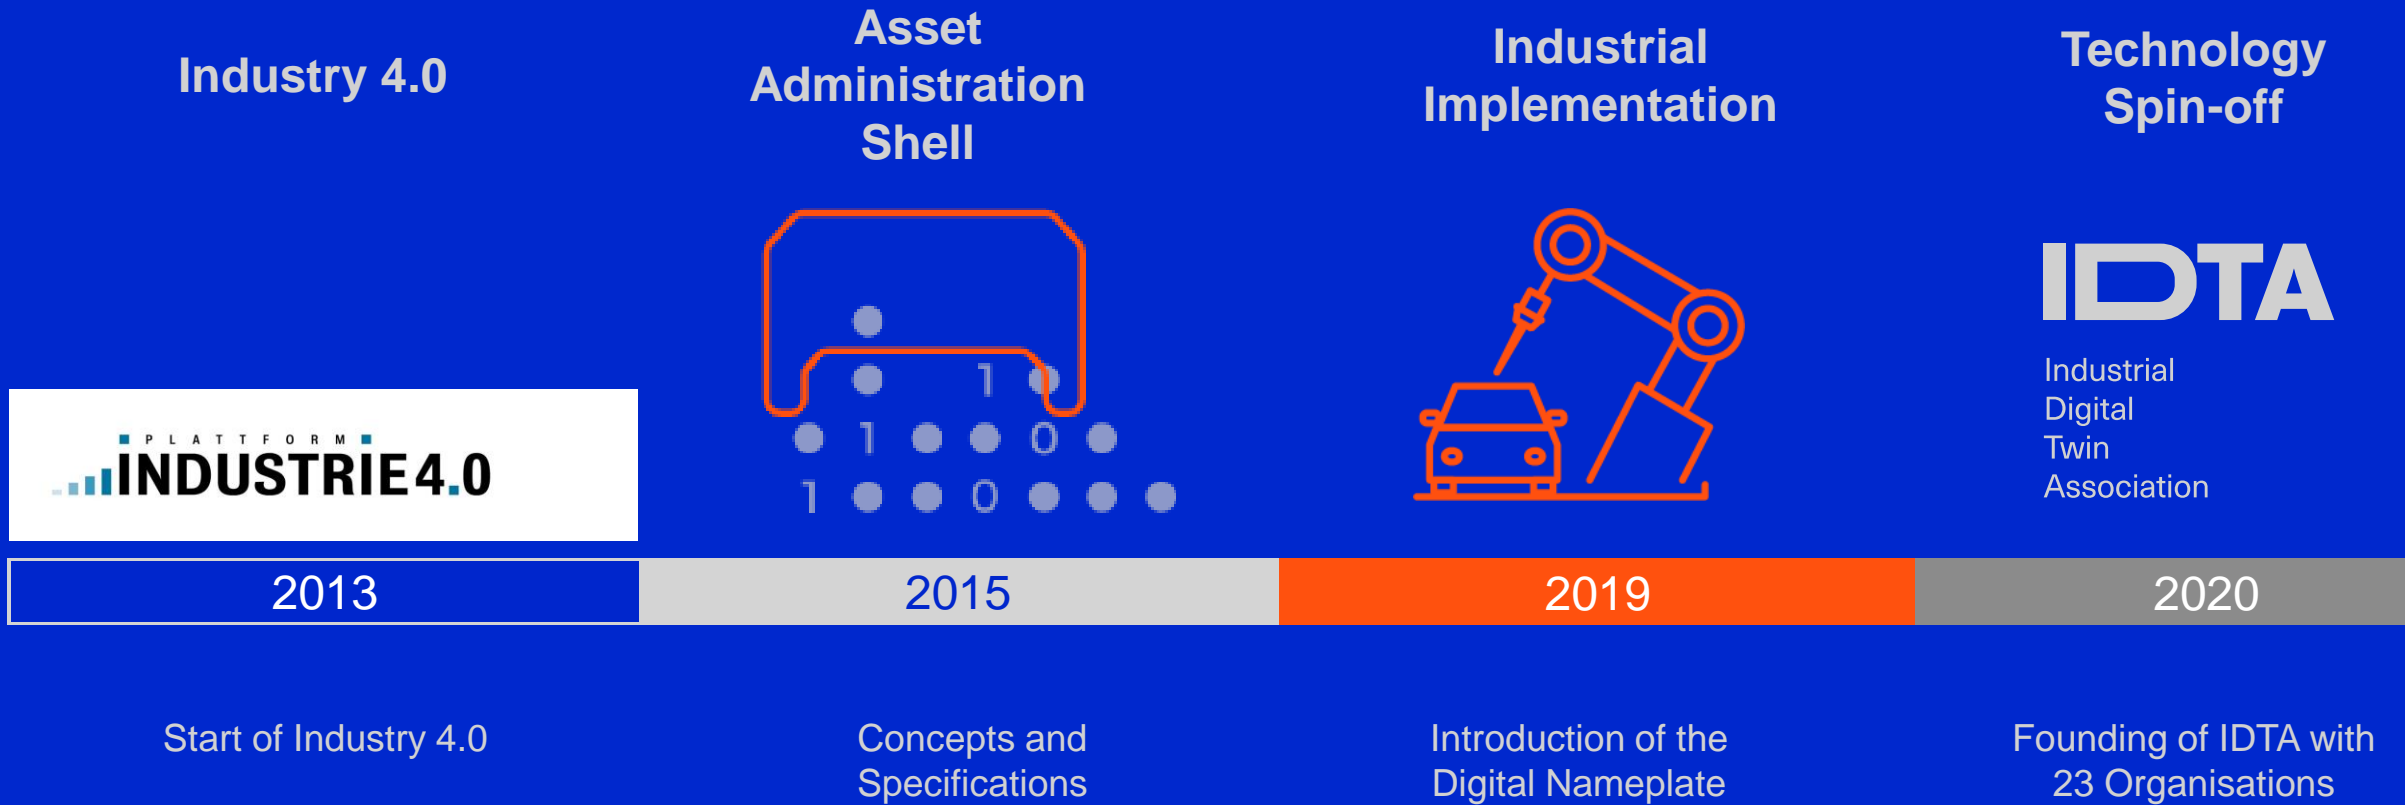 Industry 4.0
Asset
Administration
Shell
Industrial
Implementation
Technology
Spin-off
PLATTFORM
INDUSTRIE4.0
1
1 0
1 0
IDTA
Industrial
Digital
Twin
Association
2013
2015
2019
2020
Start of Industry 4.0
Concepts and
Specifications
Introduction of the
Digital Nameplate
Founding of IDTA with
23 Organisations